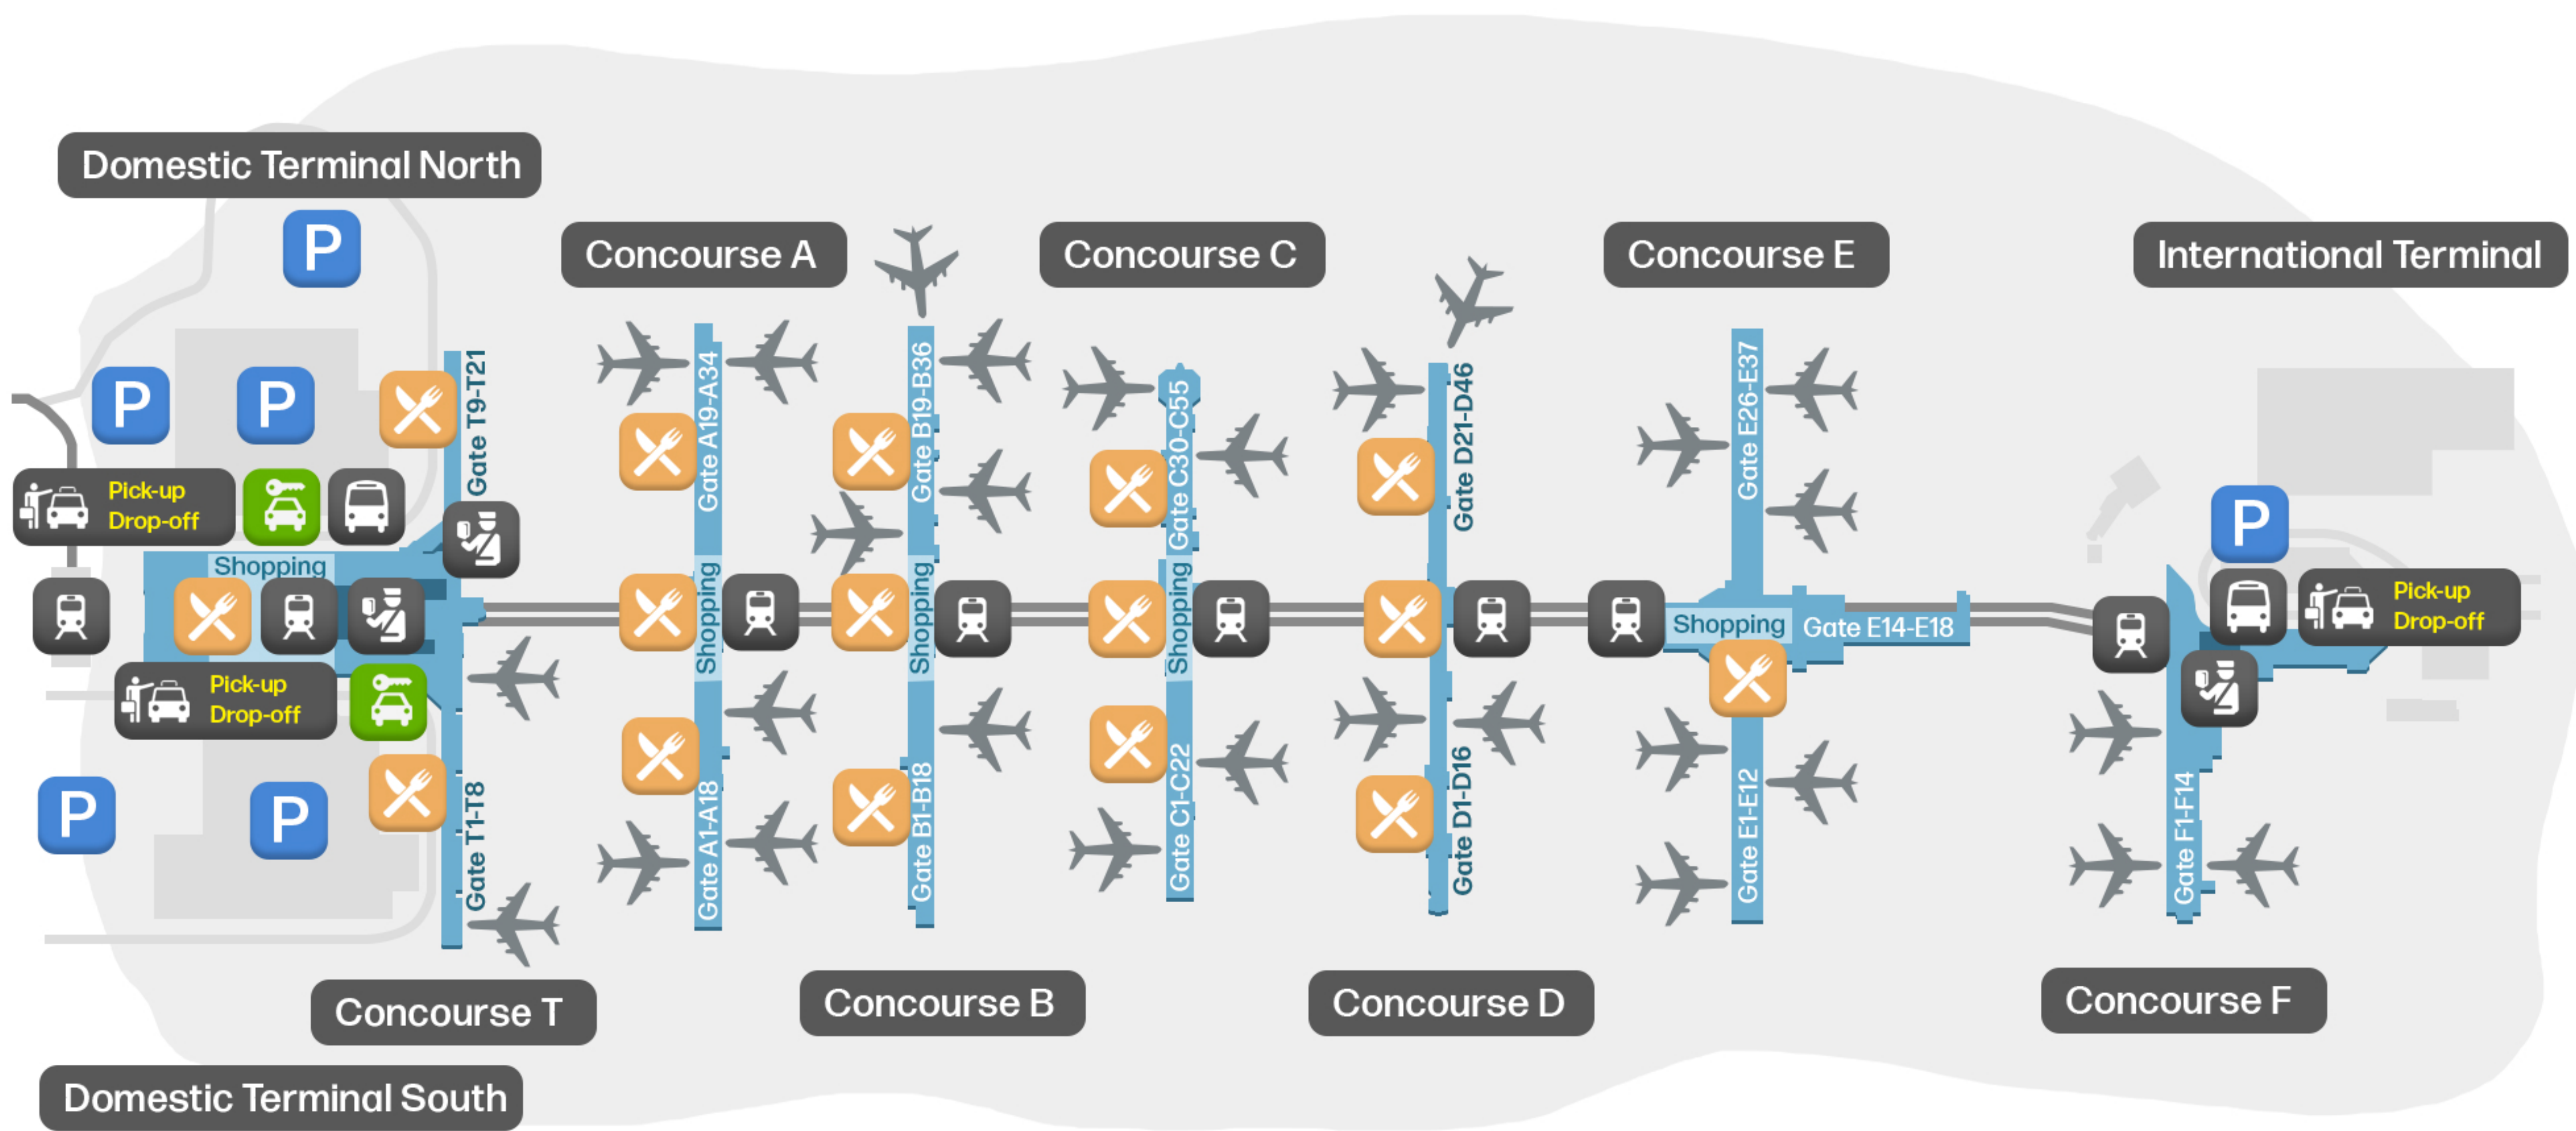 Domestic Terminal North
P
Concourse A
Concourse C
Concourse E
International Terminal
P
P
Gate T9-T21
Gate A19-A34
Gate B19-B36
Gate C30-C55
Gate D21-D46
Gate E26-E37
Pick-up
Drop-off
P
Shopping
Shopping
Shopping
Shopping
Shopping
Gate E14-E18
Pick-up
Drop-off
Pick-up
Drop-off
P
P
Gate T1-T8
Gate A1-A18
Gate B1-B18
Gate C1-C22
Gate D1-D16
Gate E1-E12
Gate F1-F14
Concourse T
Concourse B
Concourse D
Concourse F
Domestic Terminal South